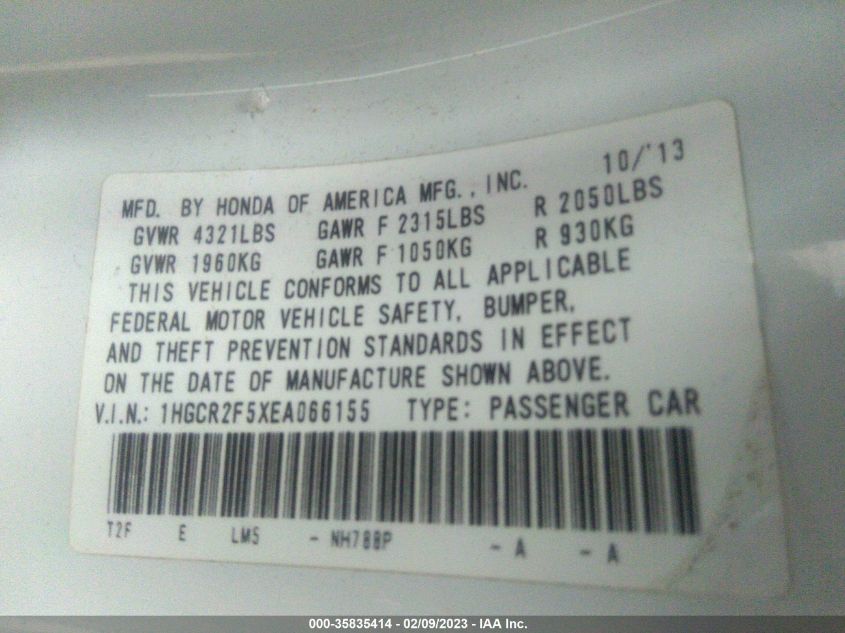 10/'13
MFD. BY HONDA OF AMERICA MFG., INC.
GVWR 4321LBS GAWR F 2315LBS R 2050LBS
GVWR 1960KG GAWR F 1050KG R 930KG
THIS VEHICLE CONFORMS TO ALL APPLICABLE
FEDERAL MOTOR VEHICLE SAFETY, BUMPER,
AND THEFT PREVENTION STANDARDS IN EFFECT
ON THE DATE OF MANUFACTURE SHOWN ABOVE.
V.I.N.: 1HGCR2F5XEA066155 TYPE: PASSENGER CAR
T2F E LM5 - NH788P - A - A
000-35835414 - 02/09/2023 - IAA Inc.